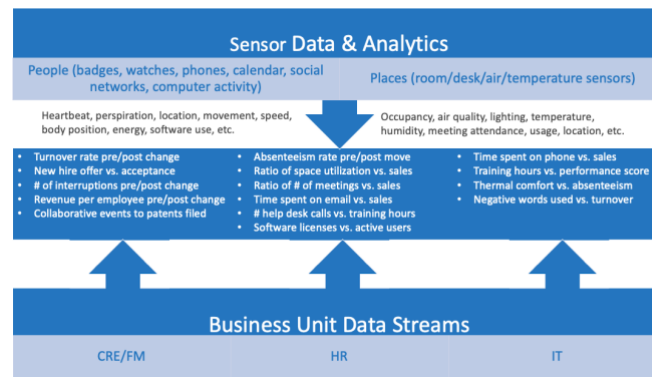 Sensor Data & Analytics
People (badges, watches, phones, calendar, social
networks, computer activity)
Places (room/desk/air/temperature sensors)
Heartbeat, perspiration, location, movement, speed,
body position, energy, software use, etc.
Occupancy, air quality, lighting, temperature,
humidity, meeting attendance, usage, location, etc.
• Turnover rate pre/post change
• New hire offer vs. acceptance
• # of interruptions pre/post change
• Revenue per employee pre/post change
• Collaborative events to patents filed
• Absenteeism rate pre/post move
• Ratio of space utilization vs. sales
• Ratio of # of meetings vs. sales
• Time spent on email vs. sales
• # help desk calls vs. training hours
• Software licenses vs. active users
• Time spent on phone vs. sales
• Training hours vs. performance score
• Thermal comfort vs. absenteeism
• Negative words used vs. turnover
Business Unit Data Streams
CRE/FM
HR
IT